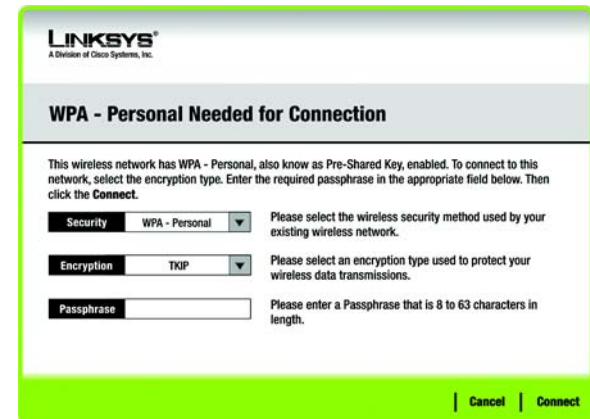 LINKSYS®
A Division of Cisco Systems, Inc.
WPA - Personal Needed for Connection
This wireless network has WPA - Personal, also know as Pre-Shared Key, enabled. To connect to this
network, select the encryption type. Enter the required passphrase in the appropriate field below. Then
click the Connect.
Security WPA - Personal
Please select the wireless security method used by your
existing wireless network.
Encryption TKIP
Please select an encryption type used to protect your
wireless data transmissions.
Passphrase
Please enter a Passphrase that is 8 to 63 characters in
length.
Cancel | Connect